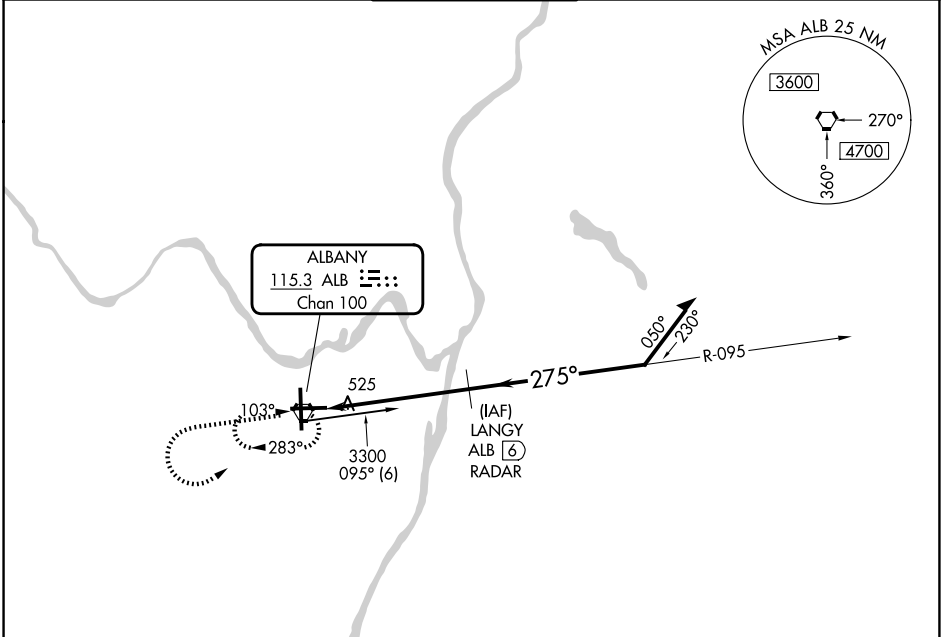 MSA ALB 25 NM
3600
270°
4700
360°
ALBANY
115.3 ALB
Chan 100
050°
230°
R-095
275°
525
(IAF)
LANGY
ALB 6
RADAR
103°
283°
3300
095° (6)